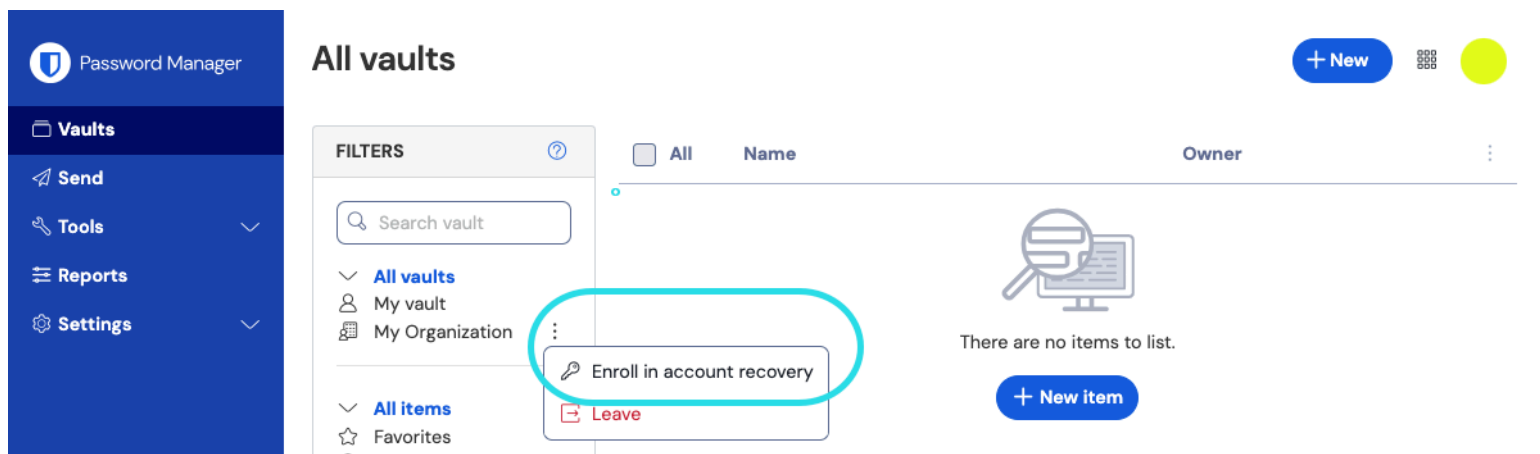 Password Manager
Vaults
Send
Tools
Reports
Settings
All vaults
New
FILTERS
Search vault
All vaults
My vault
My Organization
Enroll in account recovery
Leave
All items
Favorites
All Name Owner
There are no items to list.
New item